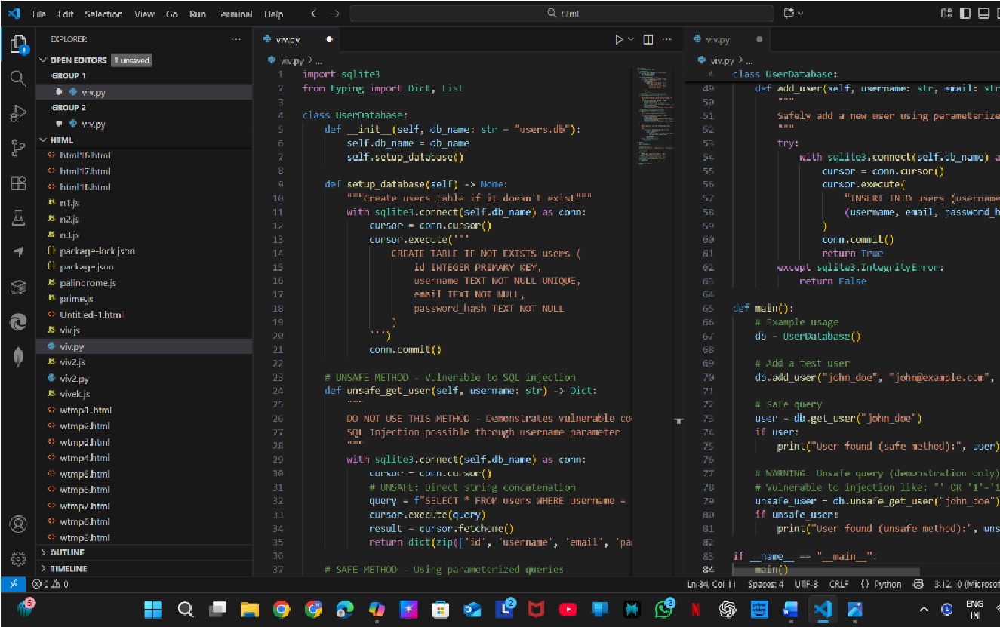 File Edit Selection View Go Run Terminal Help
html
EXPLORER
OPEN EDITORS 1 unsaved
GROUP 1
viv.py
GROUP 2
viv.py
HTML
html16.html
html17.html
html18.html
JS n1.js
JS n2.js
JS n3.js
{} package-lock.json
{} package.json
JS palindrome.js
JS prime.js
Untitled-1.html
JS viv.js
viv.py
JS viv2.js
viv2.py
JS vivek.js
wtmp1..html
wtmp2.html
wtmp3.html
wtmp4.html
wtmp5.html
wtmp6.html
wtmp7.html
wtmp8.html
wtmp9.html
OUTLINE
TIMELINE
viv.py
viv.py > ...
1 import sqlite3
2 from typing import Dict, List
3
4 class UserDatabase:
5 def __init__(self, db_name: str = "users.db"):
6 self.db_name = db_name
7 self.setup_database()
8
9 def setup_database(self) -> None:
10 """Create users table if it doesn't exist"""
11 with sqlite3.connect(self.db_name) as conn:
12 cursor = conn.cursor()
13 cursor.execute('''
14 CREATE TABLE IF NOT EXISTS users (
15 id INTEGER PRIMARY KEY,
16 username TEXT NOT NULL UNIQUE,
17 email TEXT NOT NULL,
18 password_hash TEXT NOT NULL
19 )
20 ''')
21 conn.commit()
22
23 # UNSAFE METHOD - Vulnerable to SQL injection
24 def unsafe_get_user(self, username: str) -> Dict:
25 """
26 DO NOT USE THIS METHOD - Demonstrates vulnerable co
27 SQL Injection possible through username parameter
28 """
29 with sqlite3.connect(self.db_name) as conn:
30 cursor = conn.cursor()
31 # UNSAFE: Direct string concatenation
32 query = f"SELECT * FROM users WHERE username =
33 cursor.execute(query)
34 result = cursor.fetchone()
35 return dict(zip(['id', 'username', 'email', 'pa
36
37 # SAFE METHOD - Using parameterized queries
viv.py
viv.py > ...
4 class UserDatabase:
49 def add_user(self, username: str, email: str
50 """
51 Safely add a new user using parameterize
52 """
53 try:
54 with sqlite3.connect(self.db_name) a
55 cursor = conn.cursor()
56 cursor.execute(
57 "INSERT INTO users (username
58 (username, email, password_h
59 )
60 conn.commit()
61 return True
62 except sqlite3.IntegrityError:
63 return False
64
65 def main():
66 # Example usage
67 db = UserDatabase()
68
69 # Add a test user
70 db.add_user("john_doe", "john@example.com",
71
72 # Safe query
73 user = db.get_user("john_doe")
74 if user:
75 print("User found (safe method):", user)
76
77 # WARNING: Unsafe query (demonstration only)
78 # Vulnerable to injection like: "' OR '1'='1
79 unsafe_user = db.unsafe_get_user("john_doe")
80 if unsafe_user:
81 print("User found (unsafe method):", uns
82
83 if __name__ == "__main__":
84 main()
0 0
Ln 84, Col 11 Spaces: 4 UTF-8 CRLF {} Python 3.12.10 (Microsof
5
2
2
ENG
IN